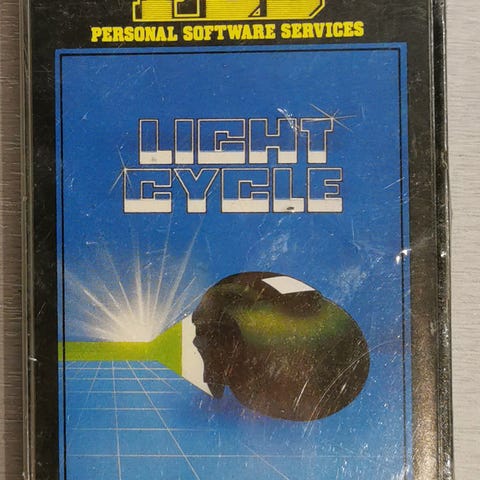 PERSONAL SOFTWARE SERVICES
LIGHT
CYCLE